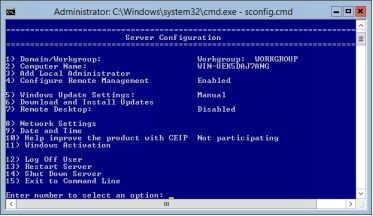 Administrator: C:\Windows\system32\cmd.exe - sconfig.cmd
Server Configuration
1) Domain/Workgroup: Workgroup: WORKGROUP
2) Computer Name: WIN-UEK5DAJ7ANG
3) Add Local Administrator
4) Configure Remote Management Enabled
5) Windows Update Settings: Manual
6) Download and Install Updates
7) Remote Desktop: Disabled
8) Network Settings
9) Date and Time
10) Help improve the product with CEIP Not participating
11) Windows Activation
12) Log Off User
13) Restart Server
14) Shut Down Server
15) Exit to Command Line
Enter number to select an option: